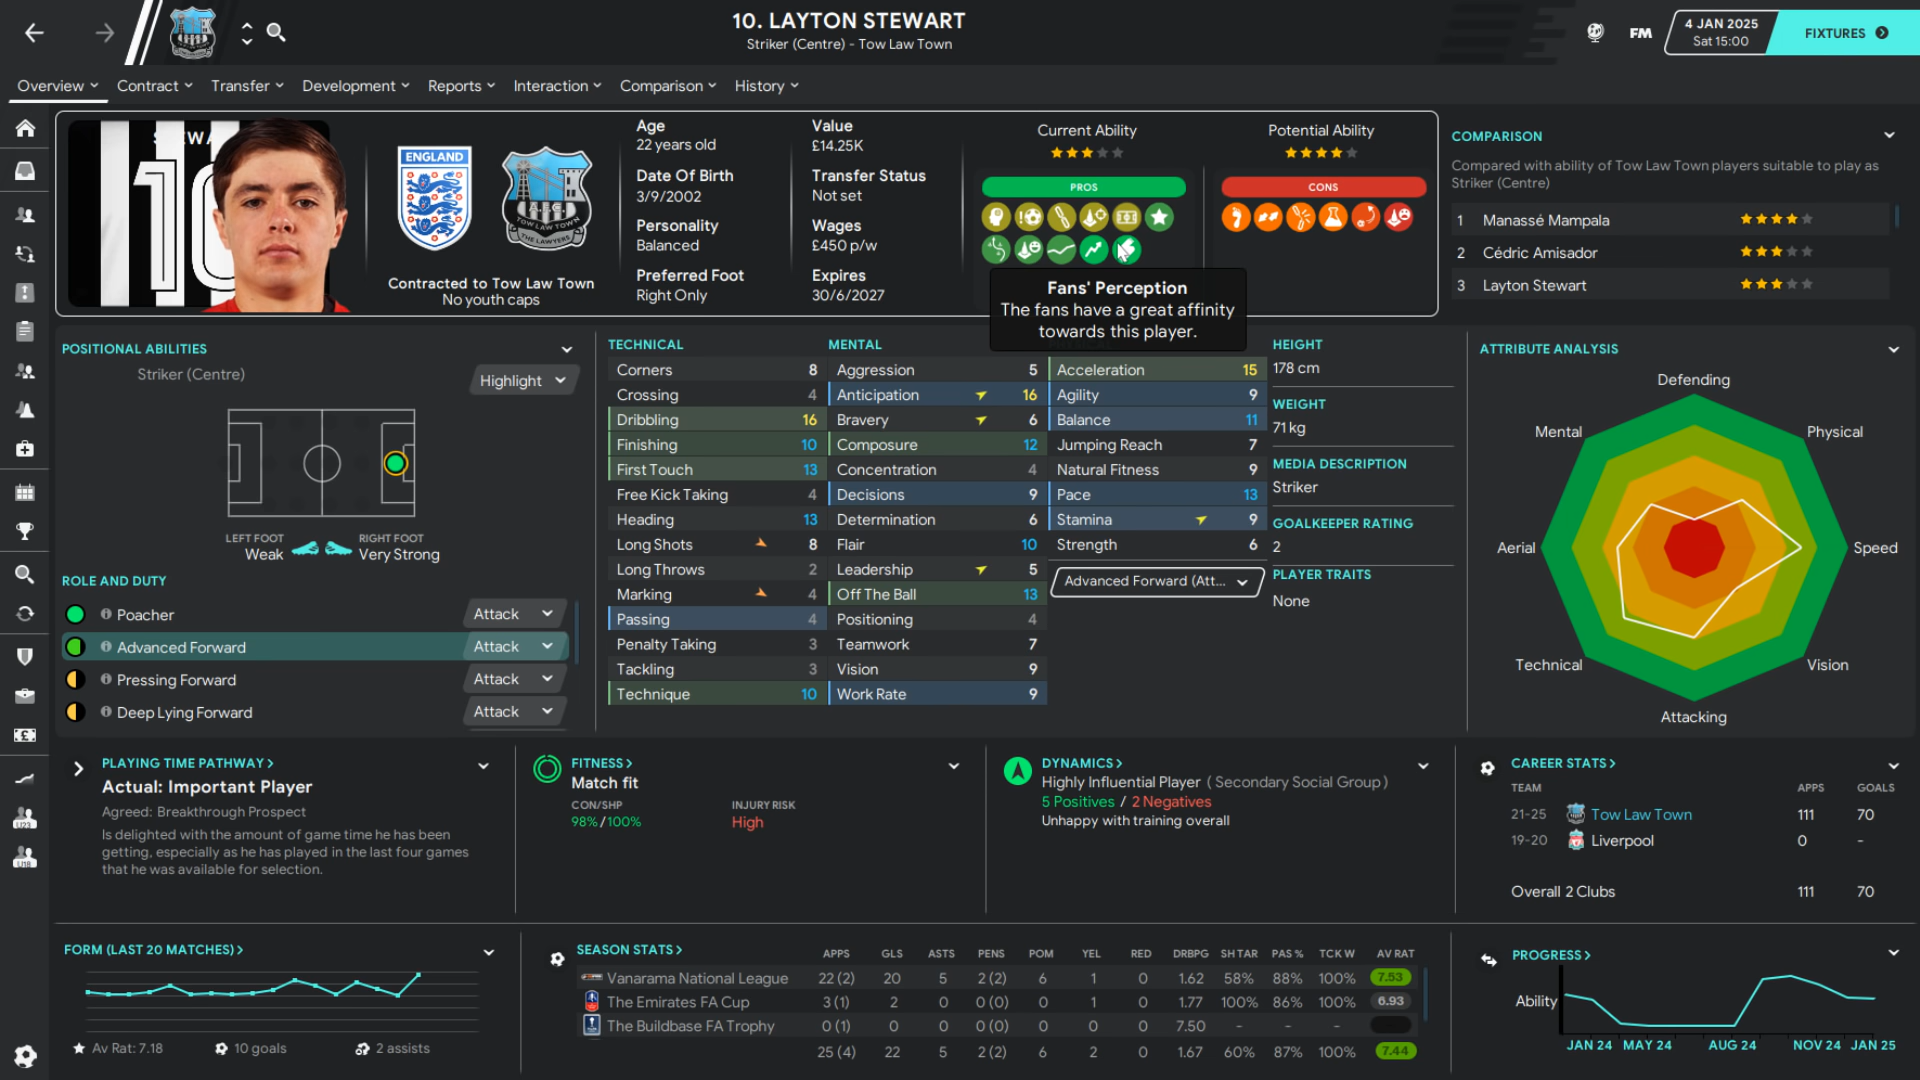 10. LAYTON STEWART
Striker (Centre) - Tow Law Town
FM
4 JAN 2025
Sat 15:00
FIXTURES
Overview
Contract
Transfer
Development
Reports
Interaction
Comparison
History
10
ENGLAND
TOW LAW TOWN
THE LAWYERS
Contracted to Tow Law Town
No youth caps
Age
22 years old
Date Of Birth
3/9/2002
Personality
Balanced
Preferred Foot
Right Only
Value
£14.25K
Transfer Status
Not set
Wages
£450 p/w
Expires
30/6/2027
Current Ability
PROS
Potential Ability
CONS
Fans' Perception
The fans have a great affinity
towards this player.
COMPARISON
Compared with ability of Tow Law Town players suitable to play as
Striker (Centre)
1 Manassé Mampala
2 Cédric Amisador
3 Layton Stewart
POSITIONAL ABILITIES
Striker (Centre)
Highlight
LEFT FOOT
Weak
RIGHT FOOT
Very Strong
ROLE AND DUTY
Poacher Attack
Advanced Forward Attack
Pressing Forward Attack
Deep Lying Forward Attack
TECHNICAL
Corners 8
Crossing 4
Dribbling 16
Finishing 10
First Touch 13
Free Kick Taking 4
Heading 13
Long Shots 8
Long Throws 2
Marking 4
Passing 4
Penalty Taking 3
Tackling 3
Technique 10
MENTAL
Aggression 5
Anticipation 16
Bravery 6
Composure 12
Concentration 4
Decisions 9
Determination 6
Flair 10
Leadership 5
Off The Ball 13
Positioning 4
Teamwork 7
Vision 9
Work Rate 9
Acceleration 15
Agility 9
Balance 11
Jumping Reach 7
Natural Fitness 9
Pace 13
Stamina 9
Strength 6
Advanced Forward (Att...
HEIGHT
178 cm
WEIGHT
71 kg
MEDIA DESCRIPTION
Striker
GOALKEEPER RATING
2
PLAYER TRAITS
None
ATTRIBUTE ANALYSIS
Defending
Physical
Speed
Vision
Attacking
Technical
Aerial
Mental
PLAYING TIME PATHWAY >
Actual: Important Player
Agreed: Breakthrough Prospect
Is delighted with the amount of game time he has been
getting, especially as he has played in the last four games
that he was available for selection.
FITNESS >
Match fit
CON/SHP
98% / 100%
INJURY RISK
High
DYNAMICS >
Highly Influential Player ( Secondary Social Group )
5 Positives / 2 Negatives
Unhappy with training overall
CAREER STATS >
TEAM APPS GOALS
21-25 Tow Law Town 111 70
19-20 Liverpool 0 -
Overall 2 Clubs 111 70
U23
U18
FORM (LAST 20 MATCHES) >
Av Rat: 7.18
10 goals
2 assists
SEASON STATS >
APPS GLS ASTS PENS POM YEL RED DRBPG SH TAR PAS % TCK W AV RAT
Vanarama National League 22 (2) 20 5 2 (2) 6 1 0 1.62 58% 88% 100% 7.53
The Emirates FA Cup 3 (1) 2 0 0 (0) 0 1 0 1.77 100% 86% 100% 6.93
The Buildbase FA Trophy 0 (1) 0 0 0 (0) 0 0 0 7.50 - - -
25 (4) 22 5 2 (2) 6 2 0 1.67 60% 87% 100% 7.44
PROGRESS >
Ability
JAN 24 MAY 24 AUG 24 NOV 24 JAN 25